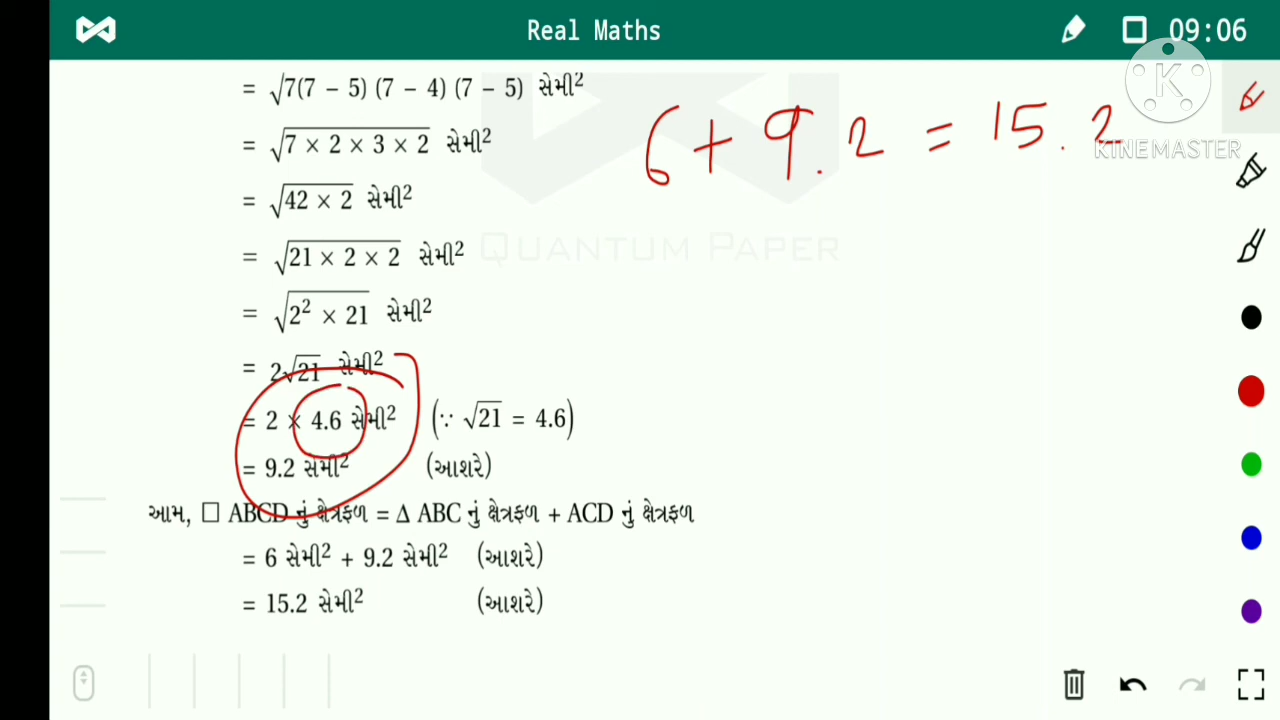 Real Maths
09:06
= √7(7 − 5) (7 − 4) (7 − 5) સેમી²
= √7 × 2 × 3 × 2 સેમી²
6 + 9.2 = 15.2
KINEMASTER
= √42 × 2 સેમી²
= √21 × 2 × 2 સેમી²
QUANTUM PAPER
= √2² × 21 સેમી²
= 2√21 સેમી²
= 2 × 4.6 સેમી² (∵ √21 = 4.6)
= 9.2 સેમી² (આશરે)
આમ, □ ABCD નું ક્ષેત્રફળ = Δ ABC નું ક્ષેત્રફળ + ACD નું ક્ષેત્રફળ
= 6 સેમી² + 9.2 સેમી² (આશરે)
= 15.2 સેમી² (આશરે)